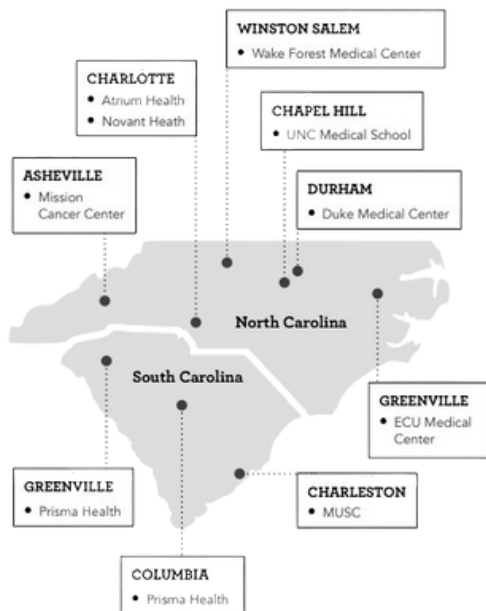 WINSTON SALEM
• Wake Forest Medical Center
CHARLOTTE
• Atrium Health
• Novant Heath
CHAPEL HILL
• UNC Medical School
ASHEVILLE
• Mission
Cancer Center
DURHAM
• Duke Medical Center
North Carolina
South Carolina
GREENVILLE
• ECU Medical
Center
GREENVILLE
• Prisma Health
CHARLESTON
• MUSC
COLUMBIA
• Prisma Health